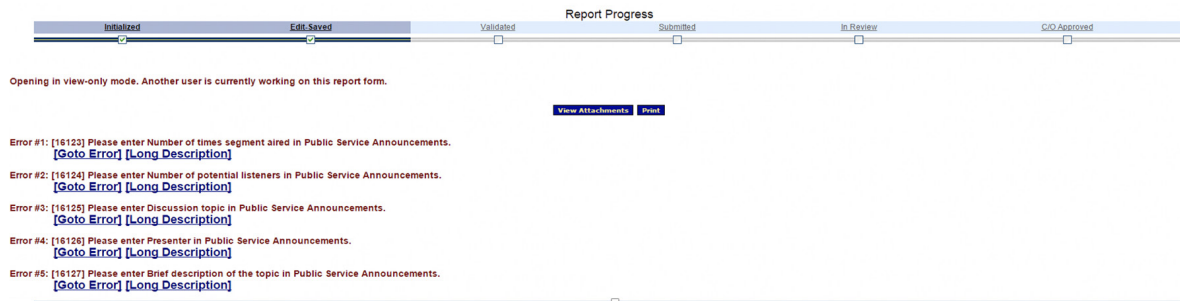 Report Progress
Initialized Edit-Saved Validated Submitted In Review C/O Approved
Opening in view-only mode. Another user is currently working on this report form.
View Attachments Print
Error #1: [16123] Please enter Number of times segment aired in Public Service Announcements.
[Goto Error] [Long Description]
Error #2: [16124] Please enter Number of potential listeners in Public Service Announcements.
[Goto Error] [Long Description]
Error #3: [16125] Please enter Discussion topic in Public Service Announcements.
[Goto Error] [Long Description]
Error #4: [16126] Please enter Presenter in Public Service Announcements.
[Goto Error] [Long Description]
Error #5: [16127] Please enter Brief description of the topic in Public Service Announcements.
[Goto Error] [Long Description]